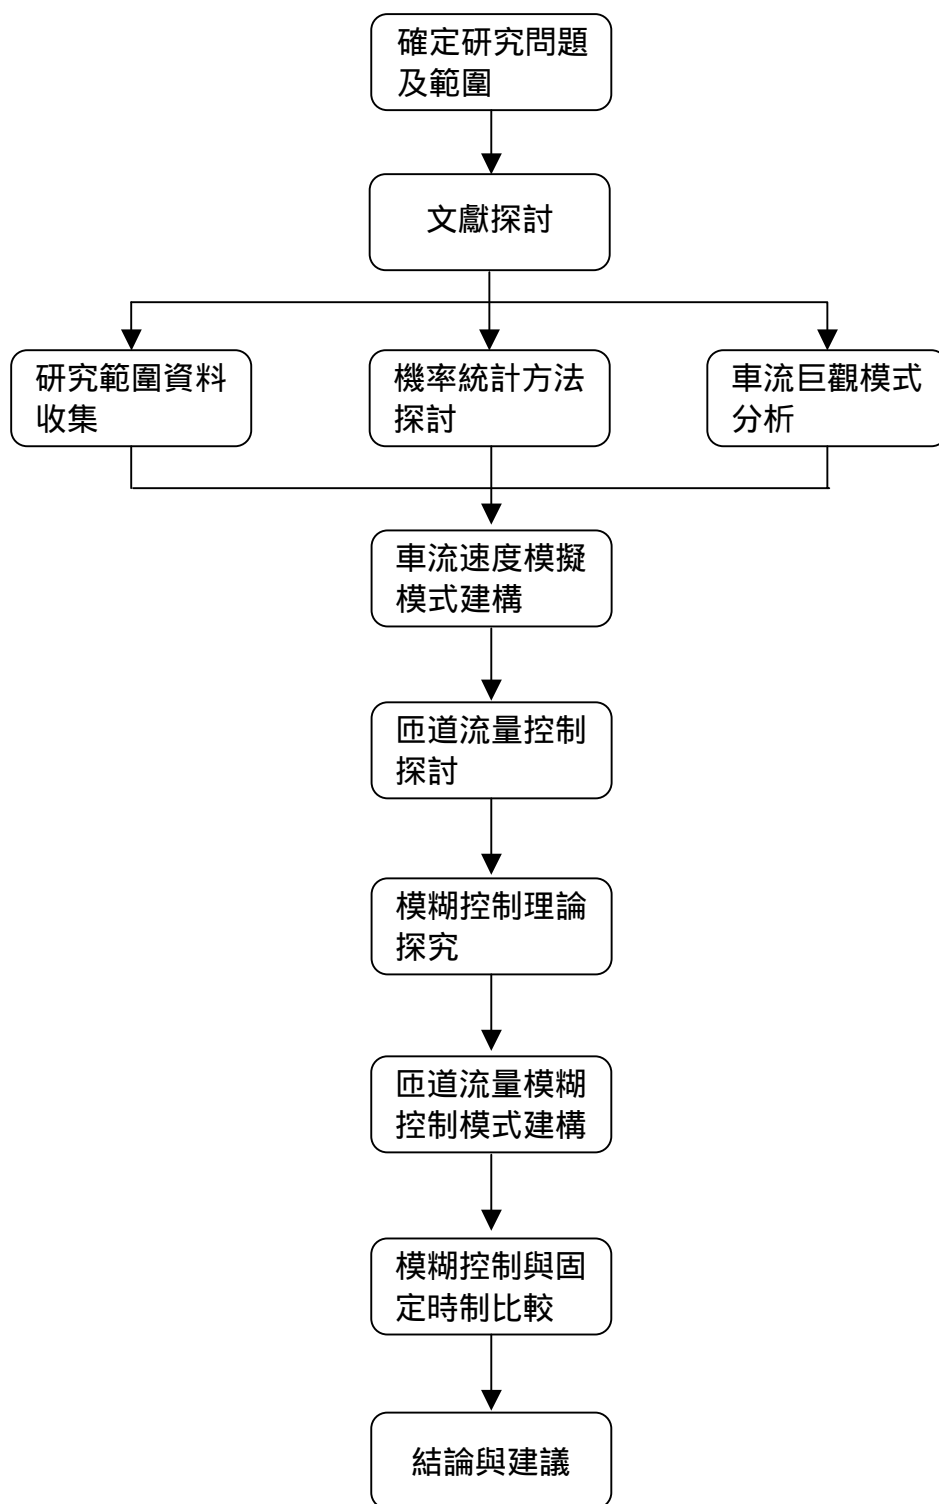 確定研究問題
及範圍
文獻探討
研究範圍資料
收集
機率統計方法
探討
車流巨觀模式
分析
車流速度模擬
模式建構
匝道流量控制
探討
模糊控制理論
探究
匝道流量模糊
控制模式建構
模糊控制與固
定時制比較
結論與建議